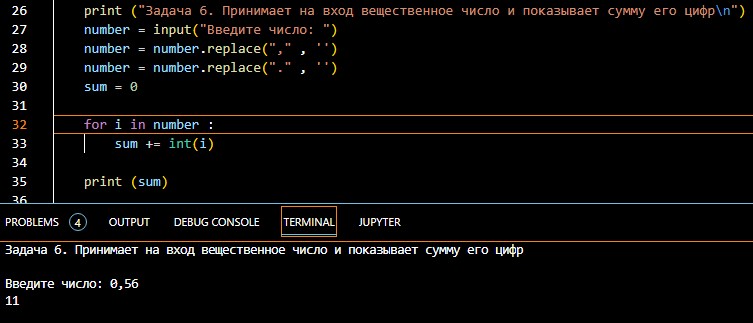 26 print ("Задача 6. Принимает на вход вещественное число и показывает сумму его цифр\n")
27 number = input("Введите число: ")
28 number = number.replace("," , '')
29 number = number.replace("." , '')
30 sum = 0
31
32 for i in number :
33 sum += int(i)
34
35 print (sum)
36
PROBLEMS 4 OUTPUT DEBUG CONSOLE TERMINAL JUPYTER
Задача 6. Принимает на вход вещественное число и показывает сумму его цифр
Введите число: 0,56
11